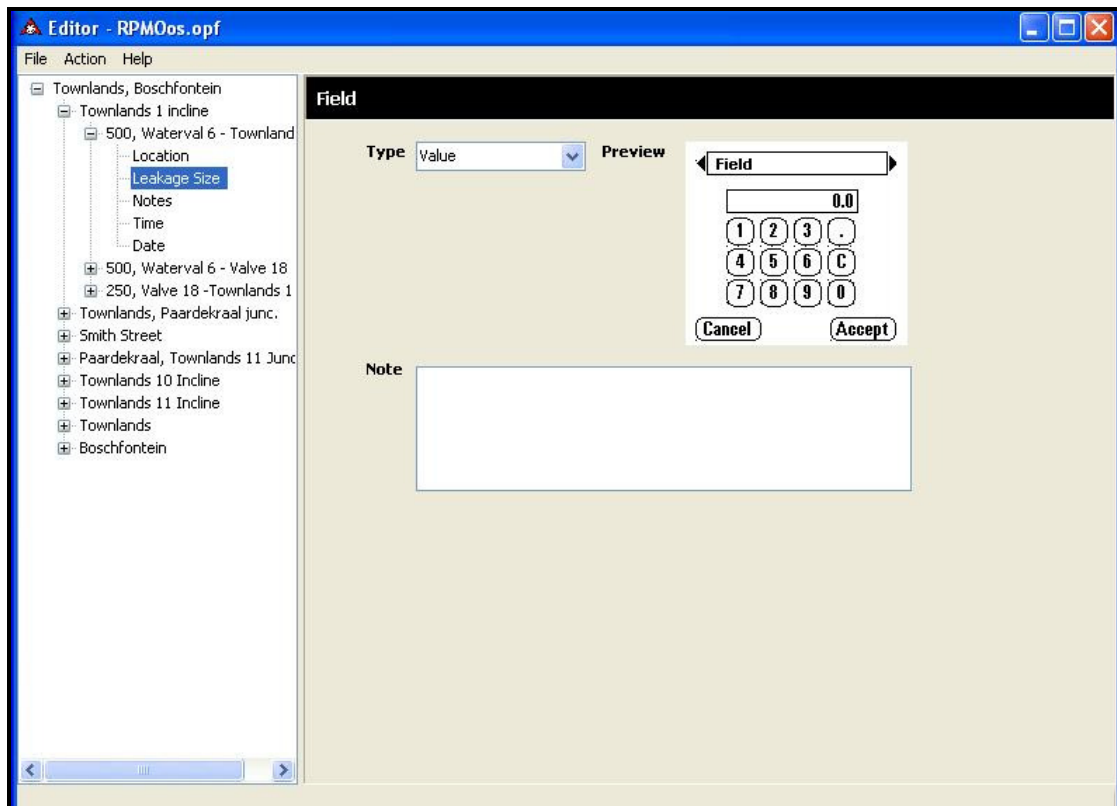 Editor - RPMOos.opf
File Action Help
Townlands, Boschfontein
Townlands 1 incline
500, Waterval 6 - Townland
Location
Leakage Size
Notes
Time
Date
500, Waterval 6 - Valve 18
250, Valve 18 -Townlands 1
Townlands, Paardekraal junc.
Smith Street
Paardekraal, Townlands 11 Junc
Townlands 10 Incline
Townlands 11 Incline
Townlands
Boschfontein
Field
Type Value Preview
Field
0.0
1 2 3 .
4 5 6 C
7 8 9 0
Cancel Accept
Note